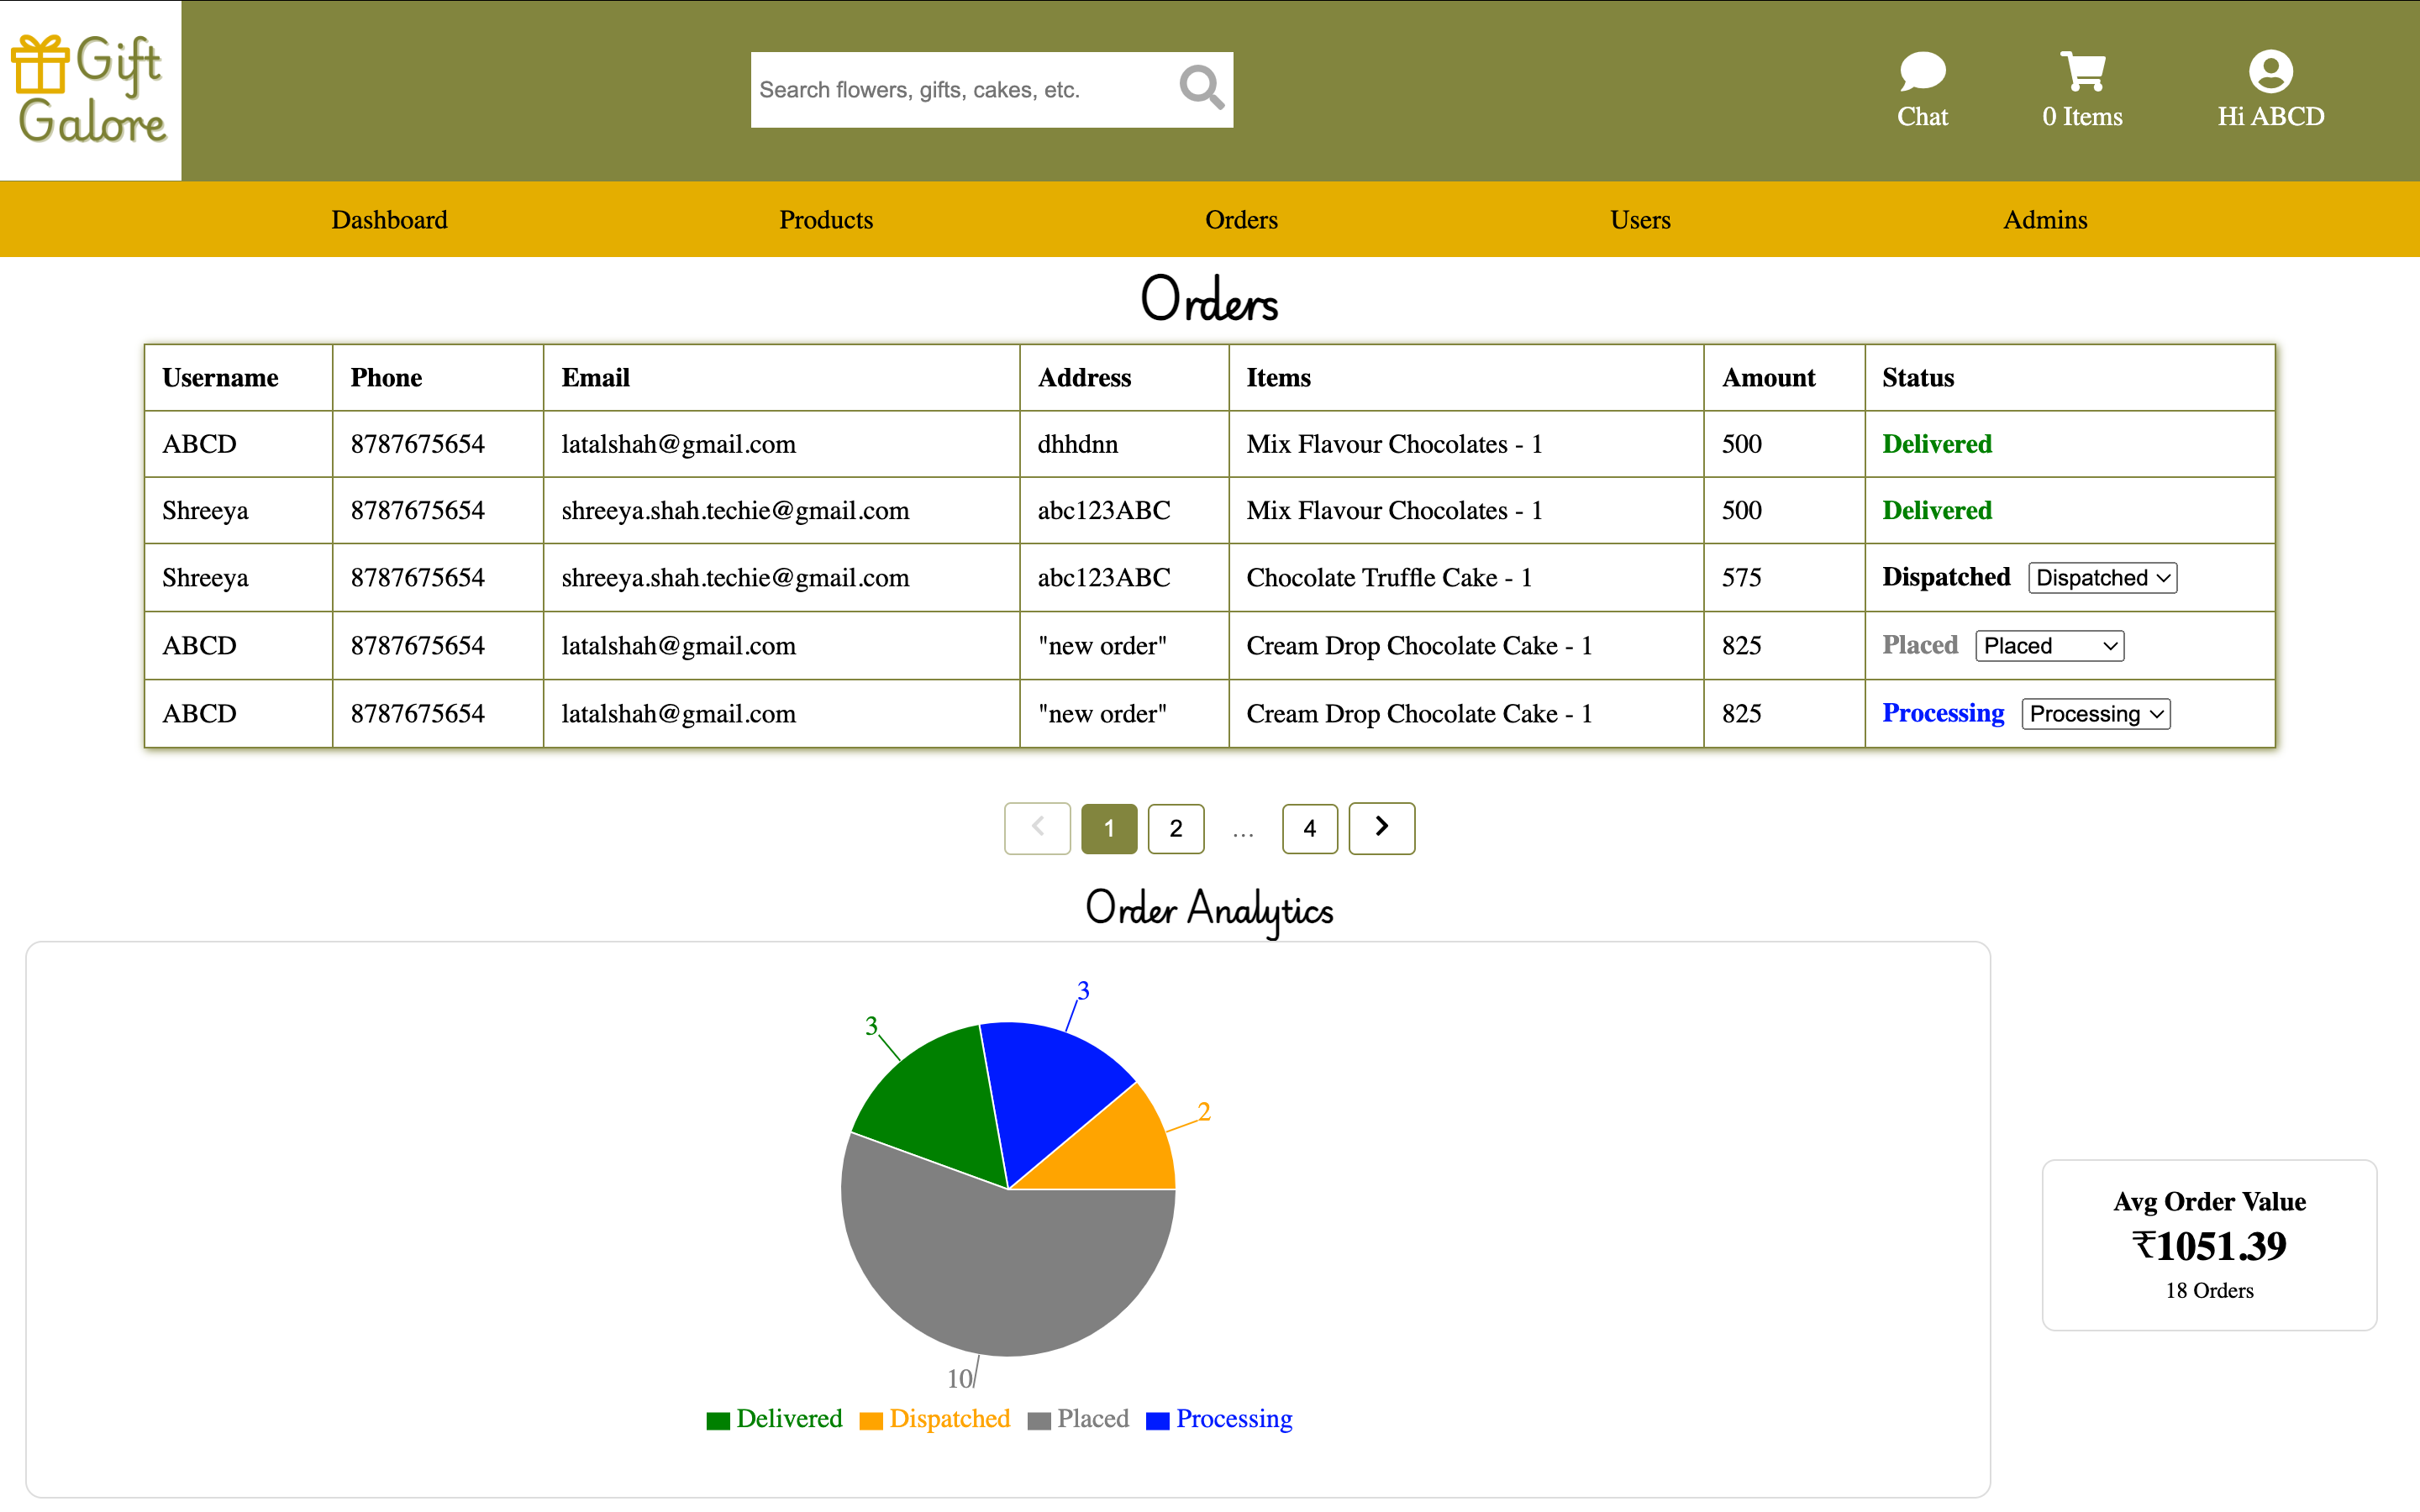 Gift
Galore
Search flowers, gifts, cakes, etc.
Chat
0 Items
Hi ABCD
Dashboard Products Orders Users Admins
Orders
Username Phone Email Address Items Amount Status
ABCD 8787675654 latalshah@gmail.com dhhdnn Mix Flavour Chocolates - 1 500 Delivered
Shreeya 8787675654 shreeya.shah.techie@gmail.com abc123ABC Mix Flavour Chocolates - 1 500 Delivered
Shreeya 8787675654 shreeya.shah.techie@gmail.com abc123ABC Chocolate Truffle Cake - 1 575 Dispatched Dispatched
ABCD 8787675654 latalshah@gmail.com "new order" Cream Drop Chocolate Cake - 1 825 Placed Placed
ABCD 8787675654 latalshah@gmail.com "new order" Cream Drop Chocolate Cake - 1 825 Processing Processing
1 2 ... 4
Order Analytics
3
3
2
10
Delivered Dispatched Placed Processing
Avg Order Value
₹1051.39
18 Orders